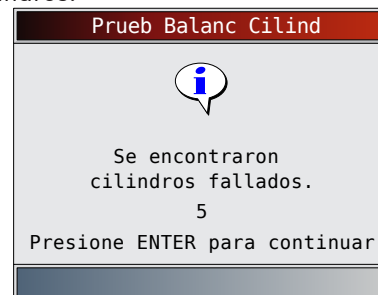 Prueb Balanc Cilind
i
Se encontraron
cilindros fallados.
5
Presione ENTER para continuar